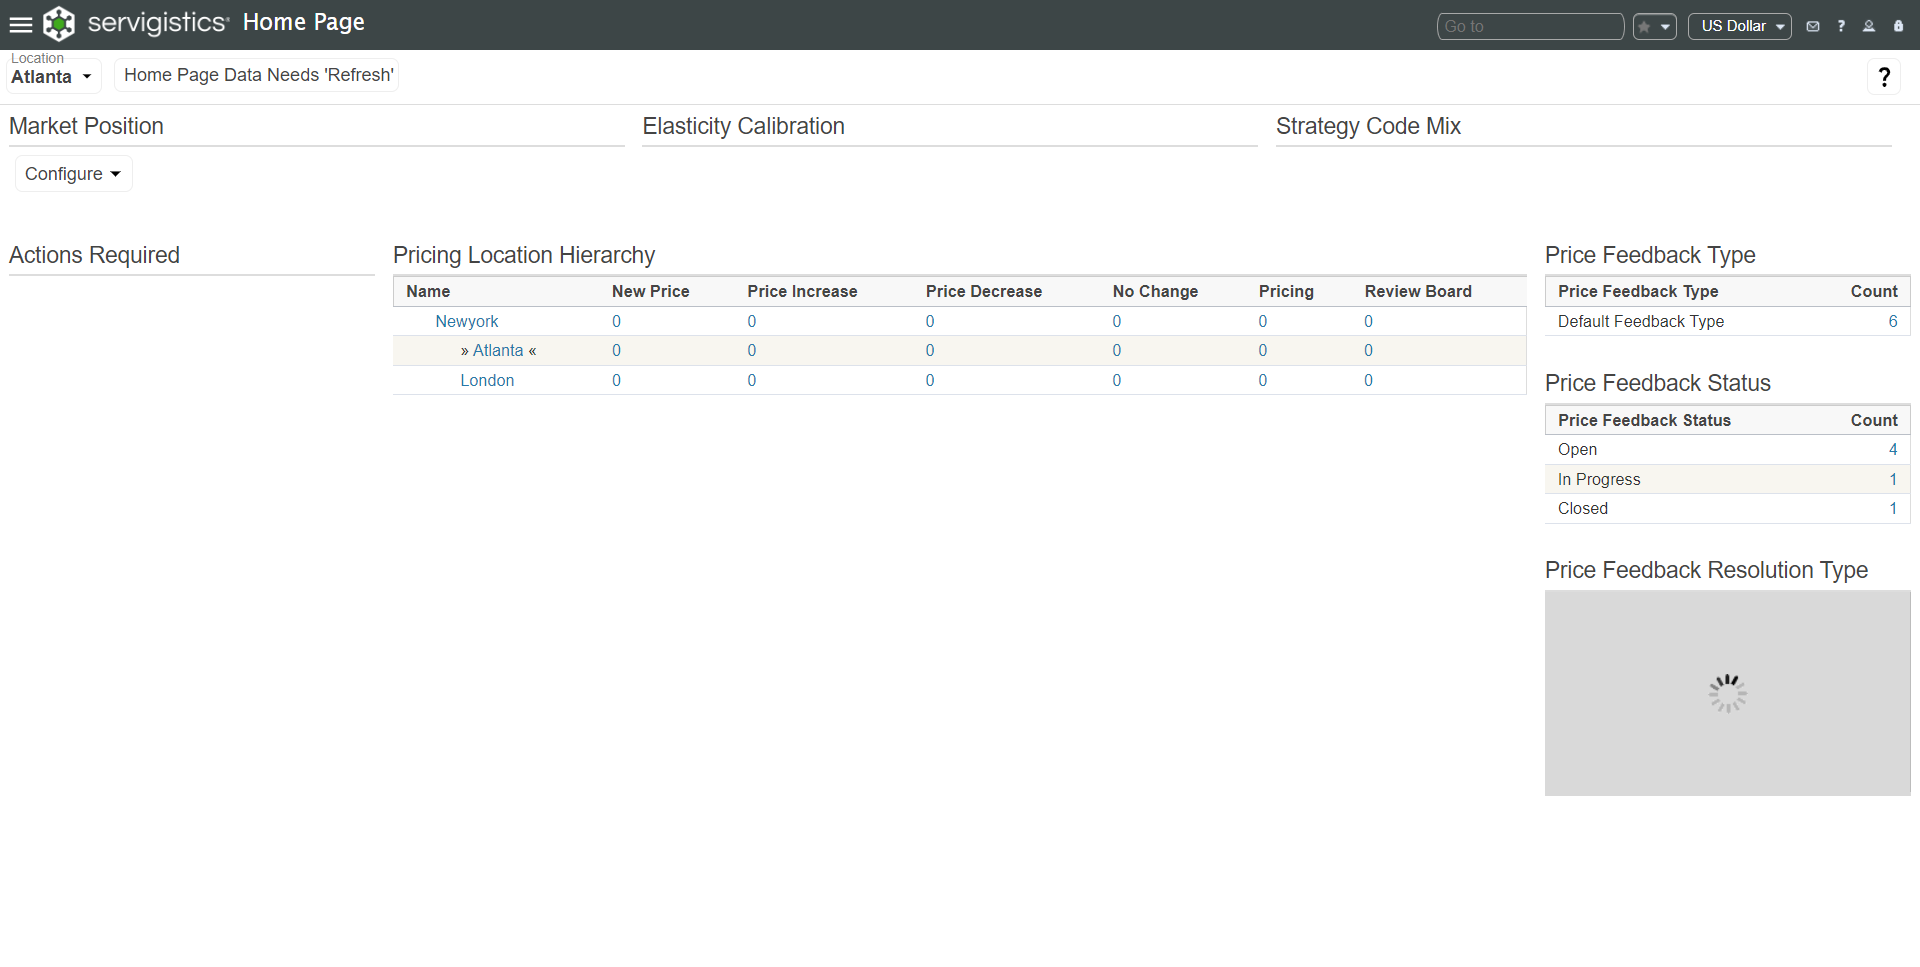 servigistics Home Page Go to US Dollar ?
Location
Atlanta Home Page Data Needs 'Refresh' ?
Market Position Elasticity Calibration Strategy Code Mix
Configure
Actions Required Pricing Location Hierarchy Price Feedback Type
Name New Price Price Increase Price Decrease No Change Pricing Review Board Price Feedback Type Count
Newyork 0 0 0 0 0 0 Default Feedback Type 6
» Atlanta « 0 0 0 0 0 0
London 0 0 0 0 0 0
Price Feedback Status
Price Feedback Status Count
Open 4
In Progress 1
Closed 1
Price Feedback Resolution Type